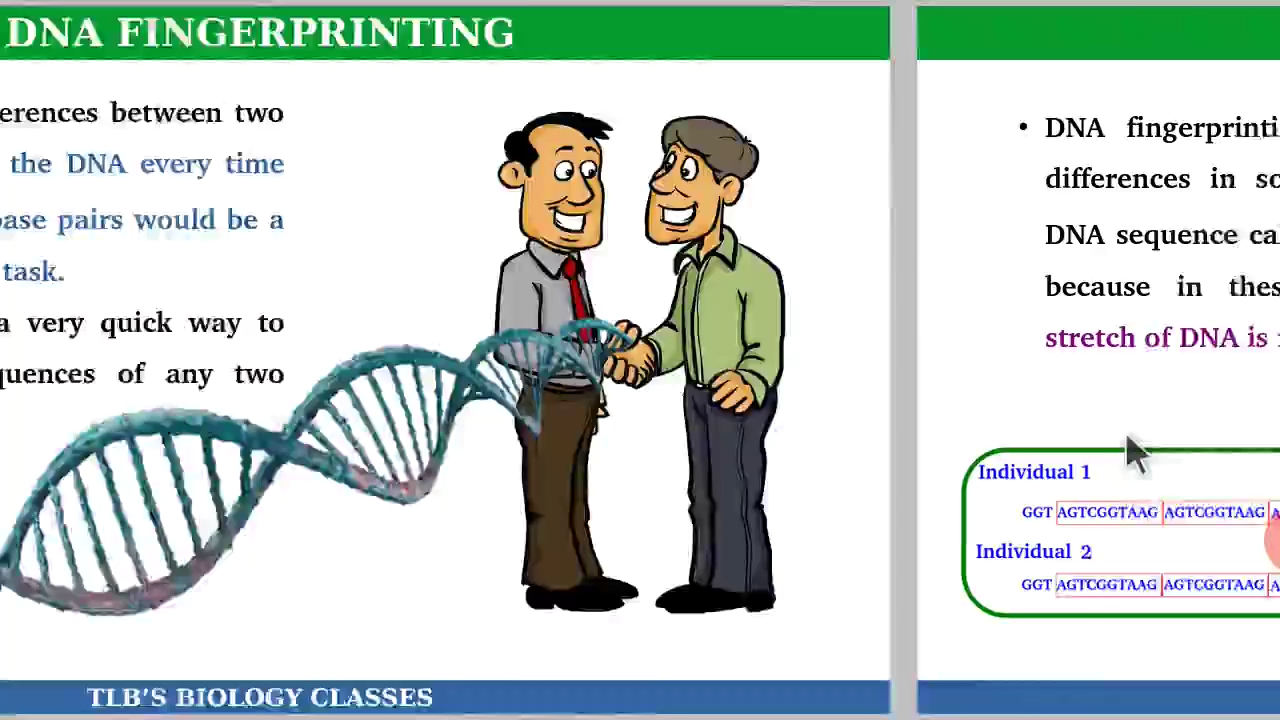 DNA FINGERPRINTING
erences between two
the DNA every time
base pairs would be a
task.
a very quick way to
quences of any two
TLB'S BIOLOGY CLASSES
• DNA fingerprinti
differences in so
DNA sequence ca
because in thes
stretch of DNA is
Individual 1
GGT AGTCGGTAAG AGTCGGTAAG A
Individual 2
GGT AGTCGGTAAG AGTCGGTAAG A